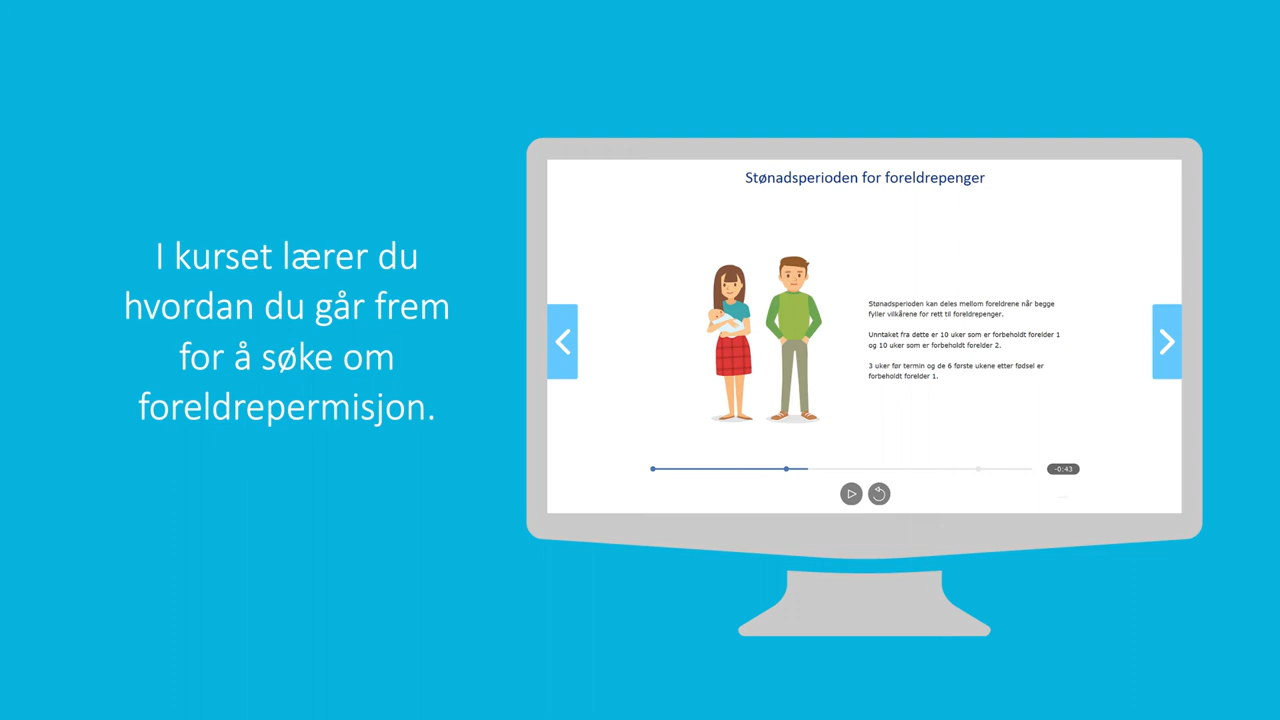 I kurset lærer du
hvordan du går frem
for å søke om
foreldrepermisjon.
Stønadsperioden for foreldrepenger
Stønadsperioden kan deles mellom foreldrene når begge
fyller vilkårene for rett til foreldrepenger.
Unntaket fra dette er 10 uker som er forbeholdt forelder 1
og 10 uker som er forbeholdt forelder 2.
3 uker før termin og de 6 første ukene etter fødsel er
forbeholdt forelder 1.
-0:43